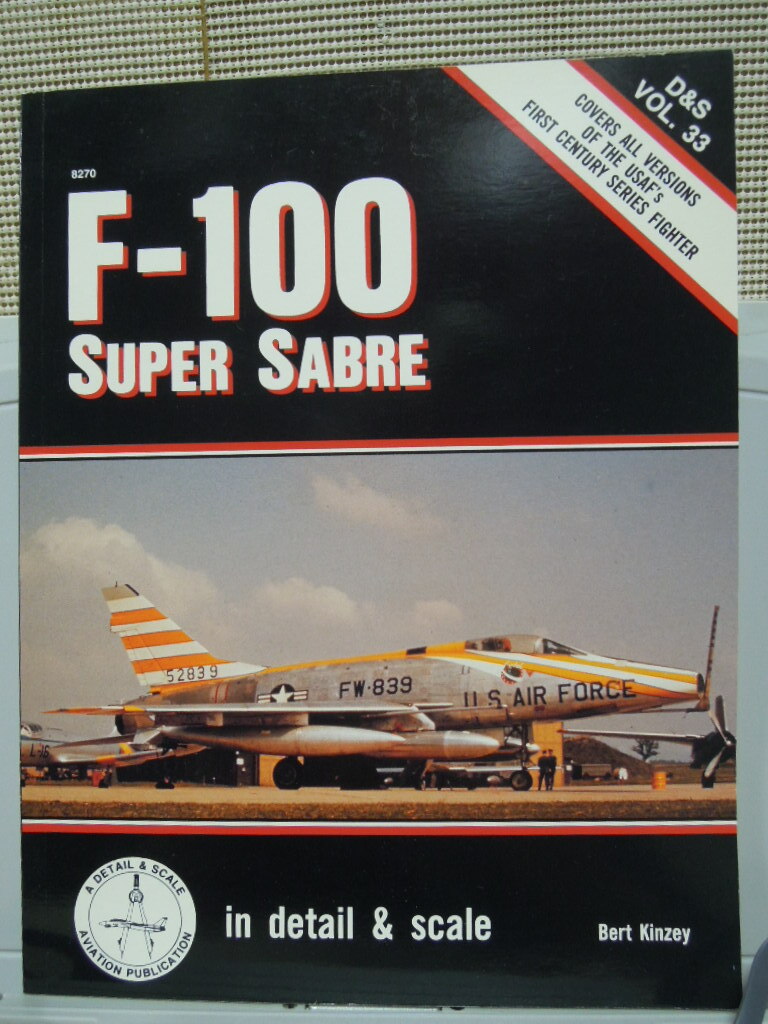 D&S
VOL. 33
COVERS ALL VERSIONS
OF THE USAF'S
FIRST CENTURY SERIES FIGHTER
8270
F-100
SUPER SABRE
52839
FW-839
U.S. AIR FORCE
L-16
A DETAIL & SCALE
AVIATION PUBLICATION
in detail & scale
Bert Kinzey